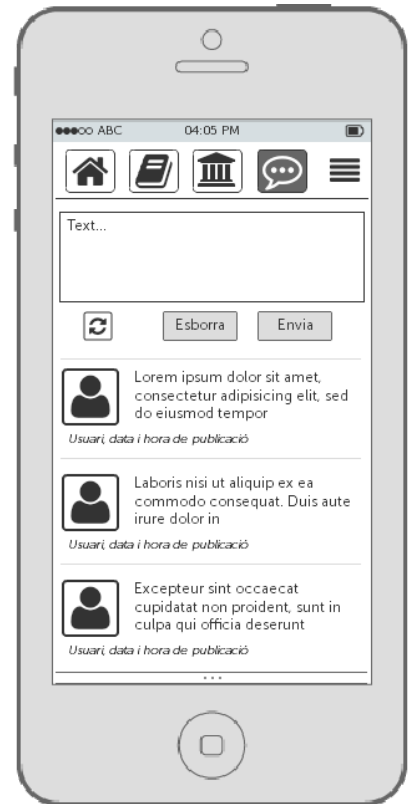 ABC 04:05 PM
Text...
Esborra Envia
Lorem ipsum dolor sit amet,
consectetur adipisicing elit, sed
do eiusmod tempor
Usuari, data i hora de publicació
Laboris nisi ut aliquip ex ea
commodo consequat. Duis aute
irure dolor in
Usuari, data i hora de publicació
Excepteur sint occaecat
cupidatat non proident, sunt in
culpa qui officia deserunt
Usuari, data i hora de publicació
...